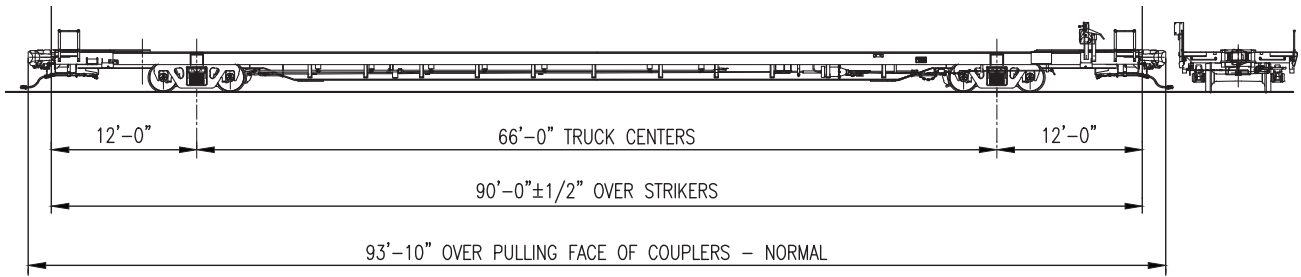 12'-0" 66'-0" TRUCK CENTERS 12'-0"
90'-0"±1/2" OVER STRIKERS
93'-10" OVER PULLING FACE OF COUPLERS - NORMAL